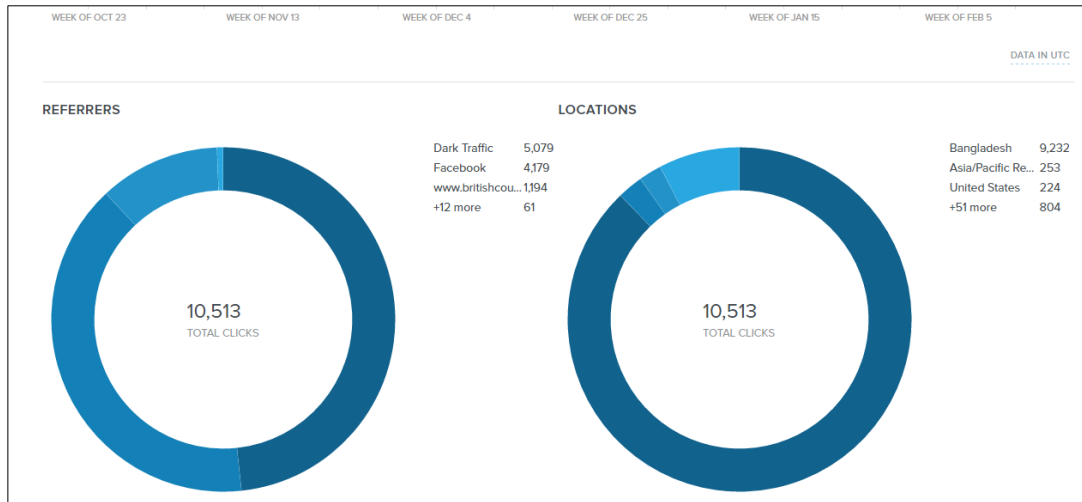 WEEK OF OCT 23 WEEK OF NOV 13 WEEK OF DEC 4 WEEK OF DEC 25 WEEK OF JAN 15 WEEK OF FEB 5
DATA IN UTC
REFERRERS
Dark Traffic 5,079
Facebook 4,179
www.britishcou... 1,194
+12 more 61
10,513
TOTAL CLICKS
LOCATIONS
Bangladesh 9,232
Asia/Pacific Re... 253
United States 224
+51 more 804
10,513
TOTAL CLICKS